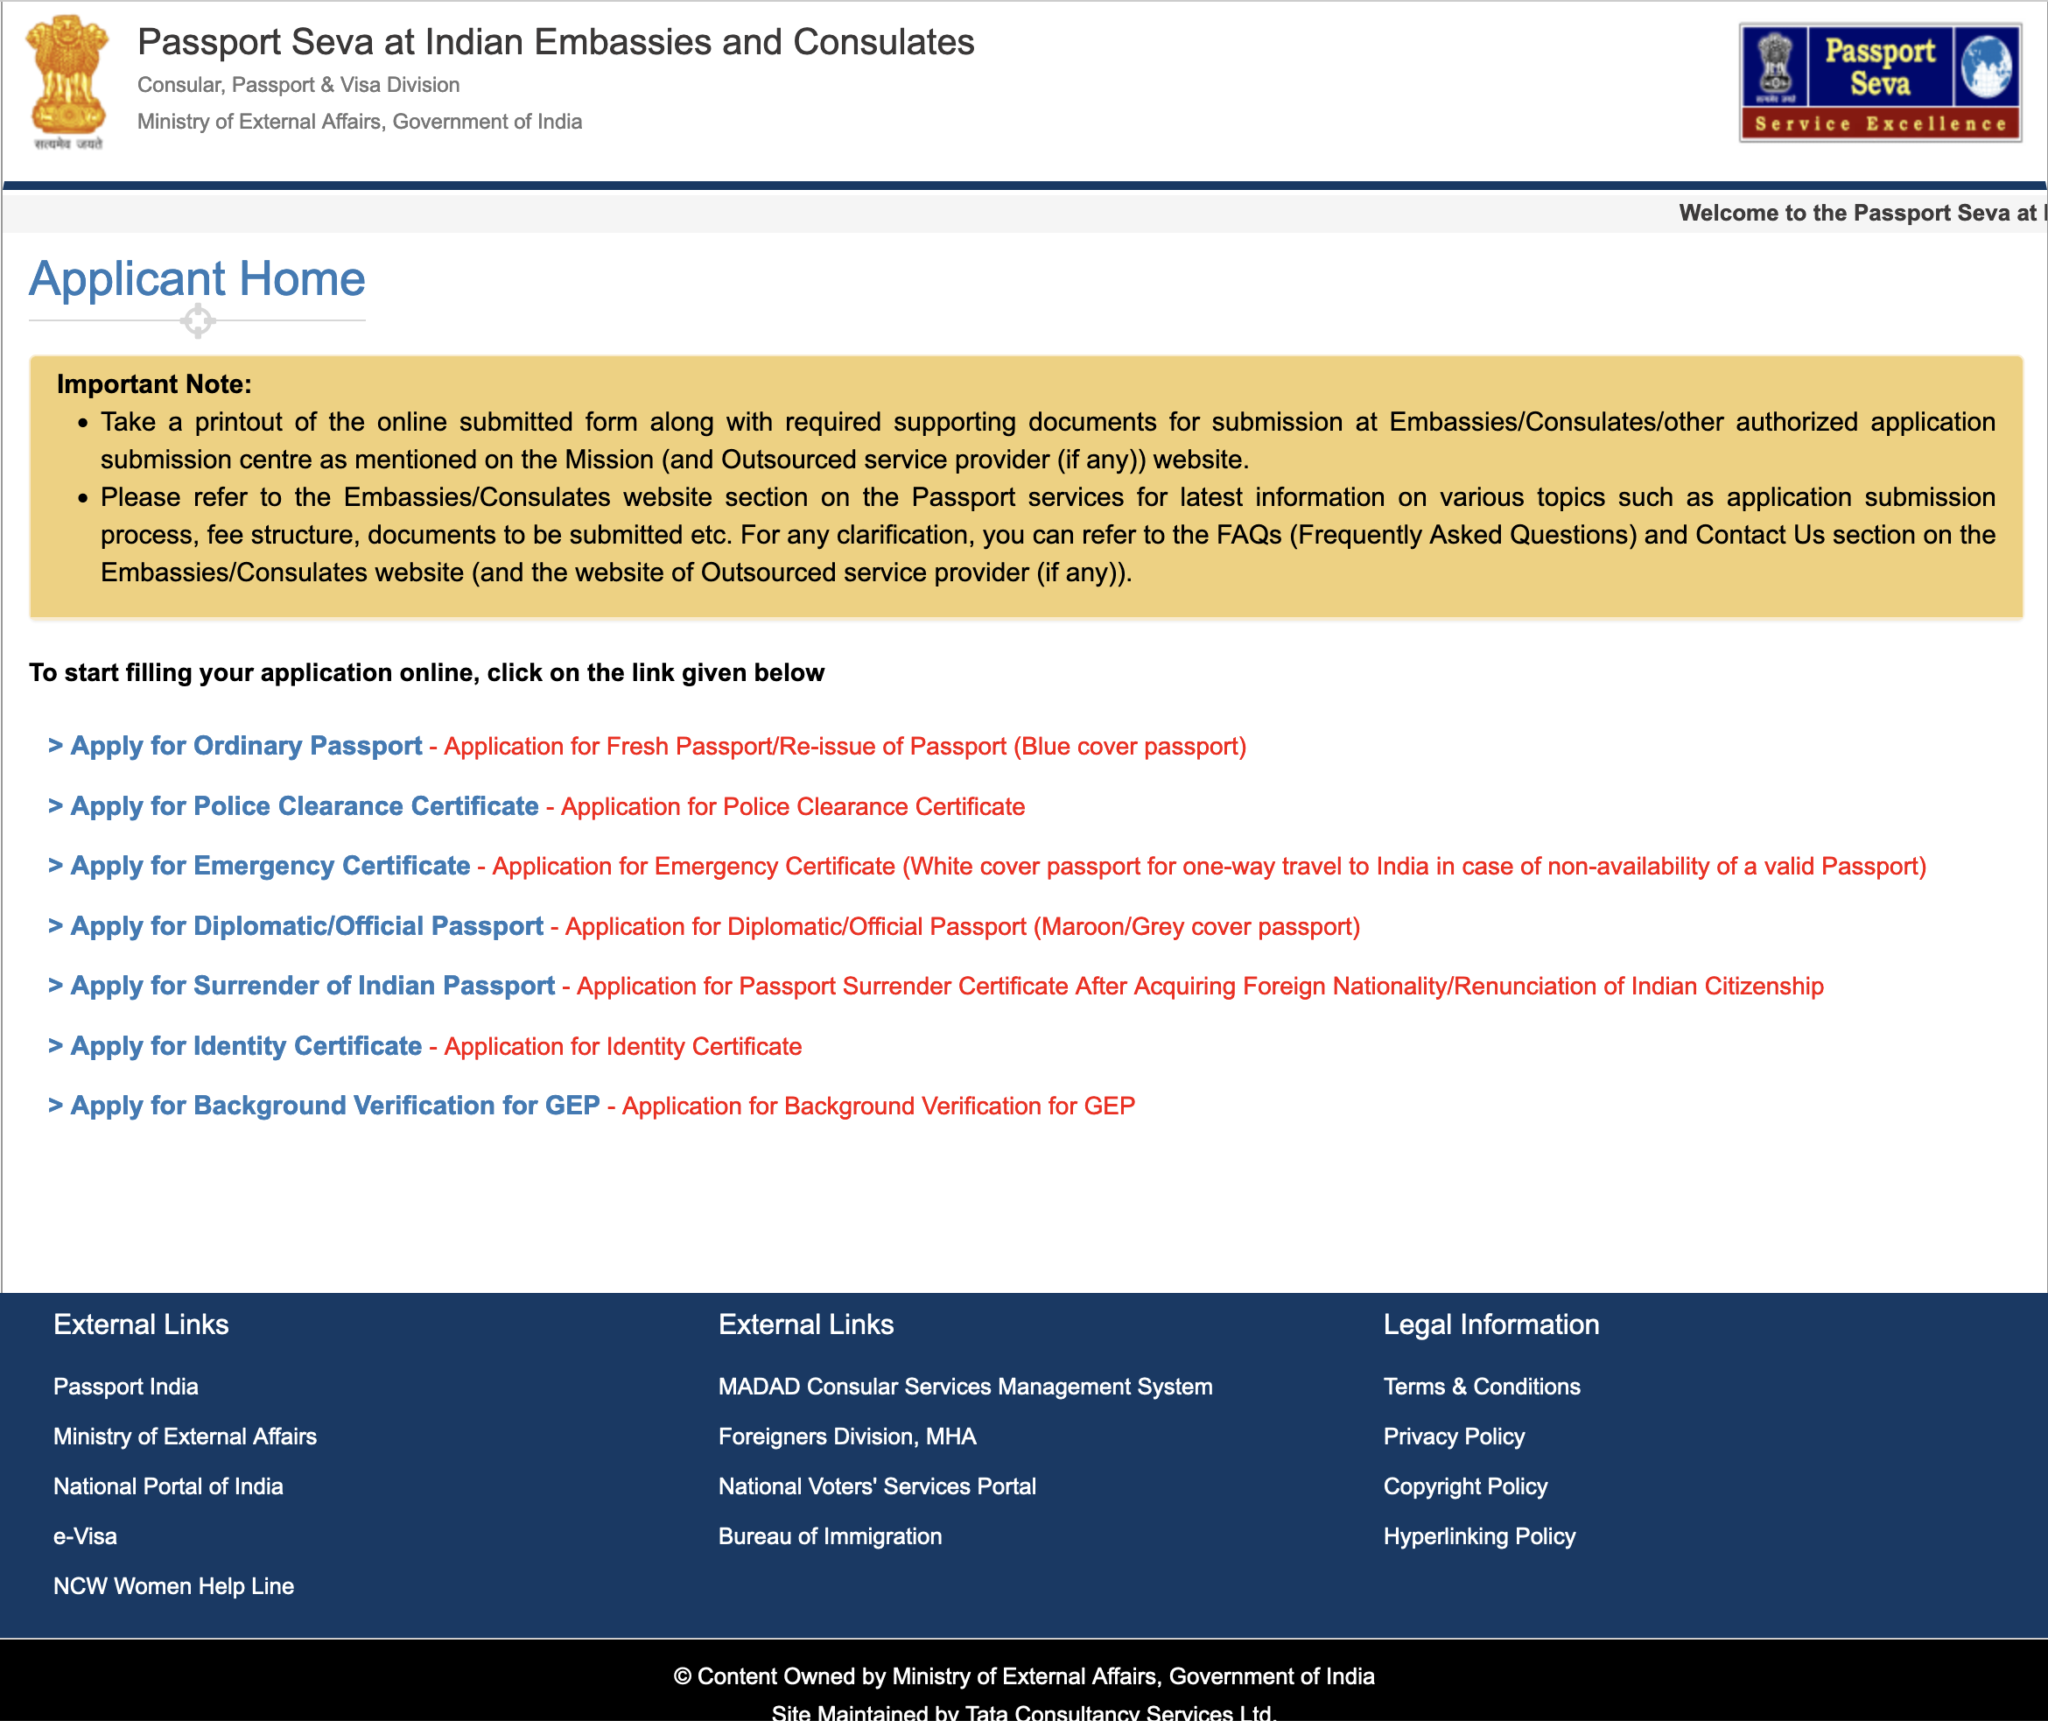 Passport Seva at Indian Embassies and Consulates
Consular, Passport & Visa Division
Ministry of External Affairs, Government of India
सत्यमेव जयते
Passport
Seva
Service Excellence
Welcome to the Passport Seva at
Applicant Home
Important Note:
• Take a printout of the online submitted form along with required supporting documents for submission at Embassies/Consulates/other authorized application
submission centre as mentioned on the Mission (and Outsourced service provider (if any)) website.
• Please refer to the Embassies/Consulates website section on the Passport services for latest information on various topics such as application submission
process, fee structure, documents to be submitted etc. For any clarification, you can refer to the FAQs (Frequently Asked Questions) and Contact Us section on the
Embassies/Consulates website (and the website of Outsourced service provider (if any)).
To start filling your application online, click on the link given below
> Apply for Ordinary Passport - Application for Fresh Passport/Re-issue of Passport (Blue cover passport)
> Apply for Police Clearance Certificate - Application for Police Clearance Certificate
> Apply for Emergency Certificate - Application for Emergency Certificate (White cover passport for one-way travel to India in case of non-availability of a valid Passport)
> Apply for Diplomatic/Official Passport - Application for Diplomatic/Official Passport (Maroon/Grey cover passport)
> Apply for Surrender of Indian Passport - Application for Passport Surrender Certificate After Acquiring Foreign Nationality/Renunciation of Indian Citizenship
> Apply for Identity Certificate - Application for Identity Certificate
> Apply for Background Verification for GEP - Application for Background Verification for GEP
External Links
Passport India
Ministry of External Affairs
National Portal of India
e-Visa
NCW Women Help Line
External Links
MADAD Consular Services Management System
Foreigners Division, MHA
National Voters' Services Portal
Bureau of Immigration
Legal Information
Terms & Conditions
Privacy Policy
Copyright Policy
Hyperlinking Policy
© Content Owned by Ministry of External Affairs, Government of India
Site Maintained by Tata Consultancy Services Ltd.